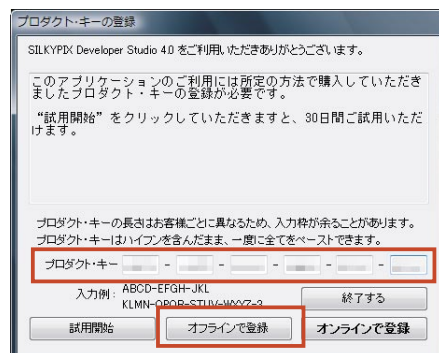 プロダクト・キーの登録
SILKYPIX Developer Studio 4.0 をご利用いただきありがとうございます。
このアプリケーションのご利用には所定の方法で購入していただき
ましたプロダクト・キーの登録が必要です。
“試用開始”をクリックしていただきますと、30日間ご試用いただ
けます。
プロダクト・キーの長さはお客様ごとに異なるため、入力枠が余ることがあります。
プロダクト・キーはハイフンを含んだまま、一度に全てをペーストできます。
プロダクト・キー - - - - -
入力例: ABCD-EFGH-JKL
KLMN-OPQR-STUV-WXYZ-3
終了する
試用開始 オフラインで登録 オンラインで登録